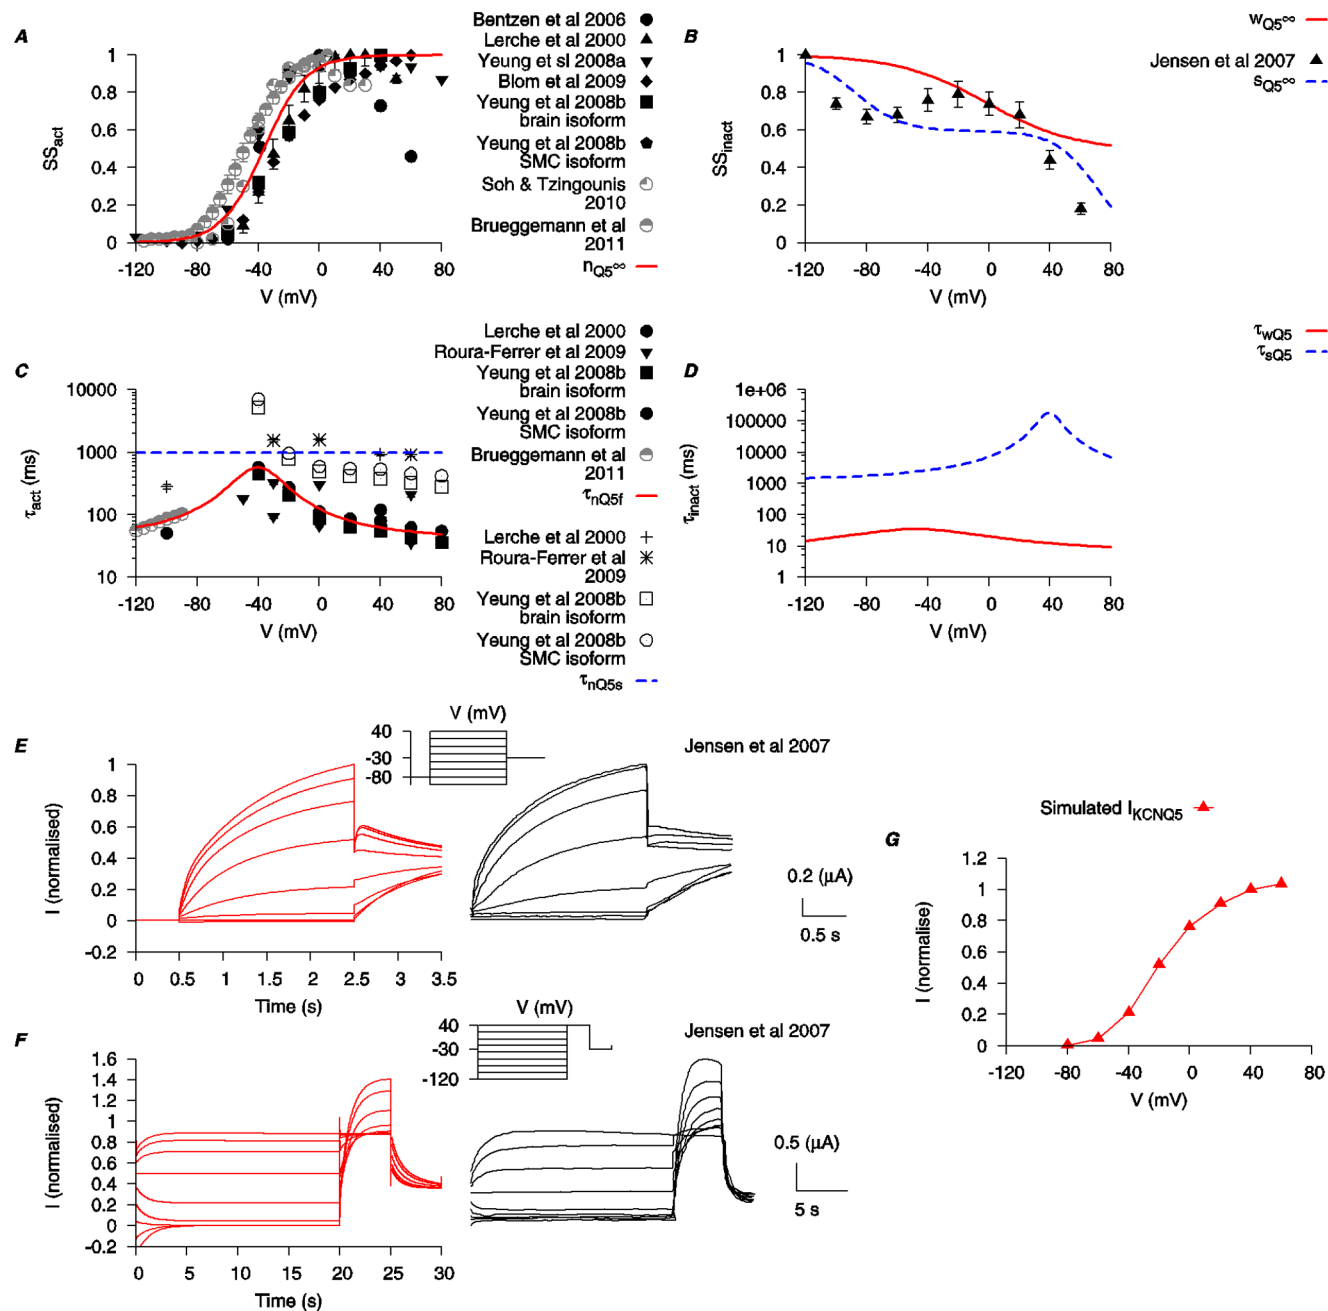 A
SS_act
1
0.8
0.6
0.4
0.2
0
-120
-80
-40
0
40
80
V (mV)
Bentzen et al 2006
Lerche et al 2000
Yeung et sl 2008a
Blom et al 2009
Yeung et al 2008b
brain isoform
Yeung et al 2008b
SMC isoform
Soh & Tzingounis
2010
Brueggemann et al
2011
n_Q5∞
B
SS_inact
1
0.8
0.6
0.4
0.2
0
-120
-80
-40
0
40
80
V (mV)
w_Q5∞
Jensen et al 2007
s_Q5∞
C
τ_act (ms)
10000
1000
100
10
-120
-80
-40
0
40
80
V (mV)
Lerche et al 2000
Roura-Ferrer et al 2009
Yeung et al 2008b
brain isoform
Yeung et al 2008b
SMC isoform
Brueggemann et al
2011
τ_nQ5f
Lerche et al 2000
Roura-Ferrer et al
2009
Yeung et al 2008b
brain isoform
Yeung et al 2008b
SMC isoform
τ_nQ5s
D
τ_inact (ms)
1e+06
100000
10000
1000
100
10
1
-120
-80
-40
0
40
80
V (mV)
τ_wQ5
τ_sQ5
E
I (normalised)
1
0.8
0.6
0.4
0.2
0
-0.2
0
0.5
1
1.5
2
2.5
3
3.5
Time (s)
V (mV)
40
-30
-80
Jensen et al 2007
0.2 (µA)
0.5 s
F
I (normalised)
1.6
1.4
1.2
1
0.8
0.6
0.4
0.2
0
-0.2
0
5
10
15
20
25
30
Time (s)
V (mV)
40
-30
-120
Jensen et al 2007
0.5 (µA)
5 s
G
Simulated I_KCNQ5
I (normalise)
1.2
1
0.8
0.6
0.4
0.2
0
-120
-80
-40
0
40
80
V (mV)